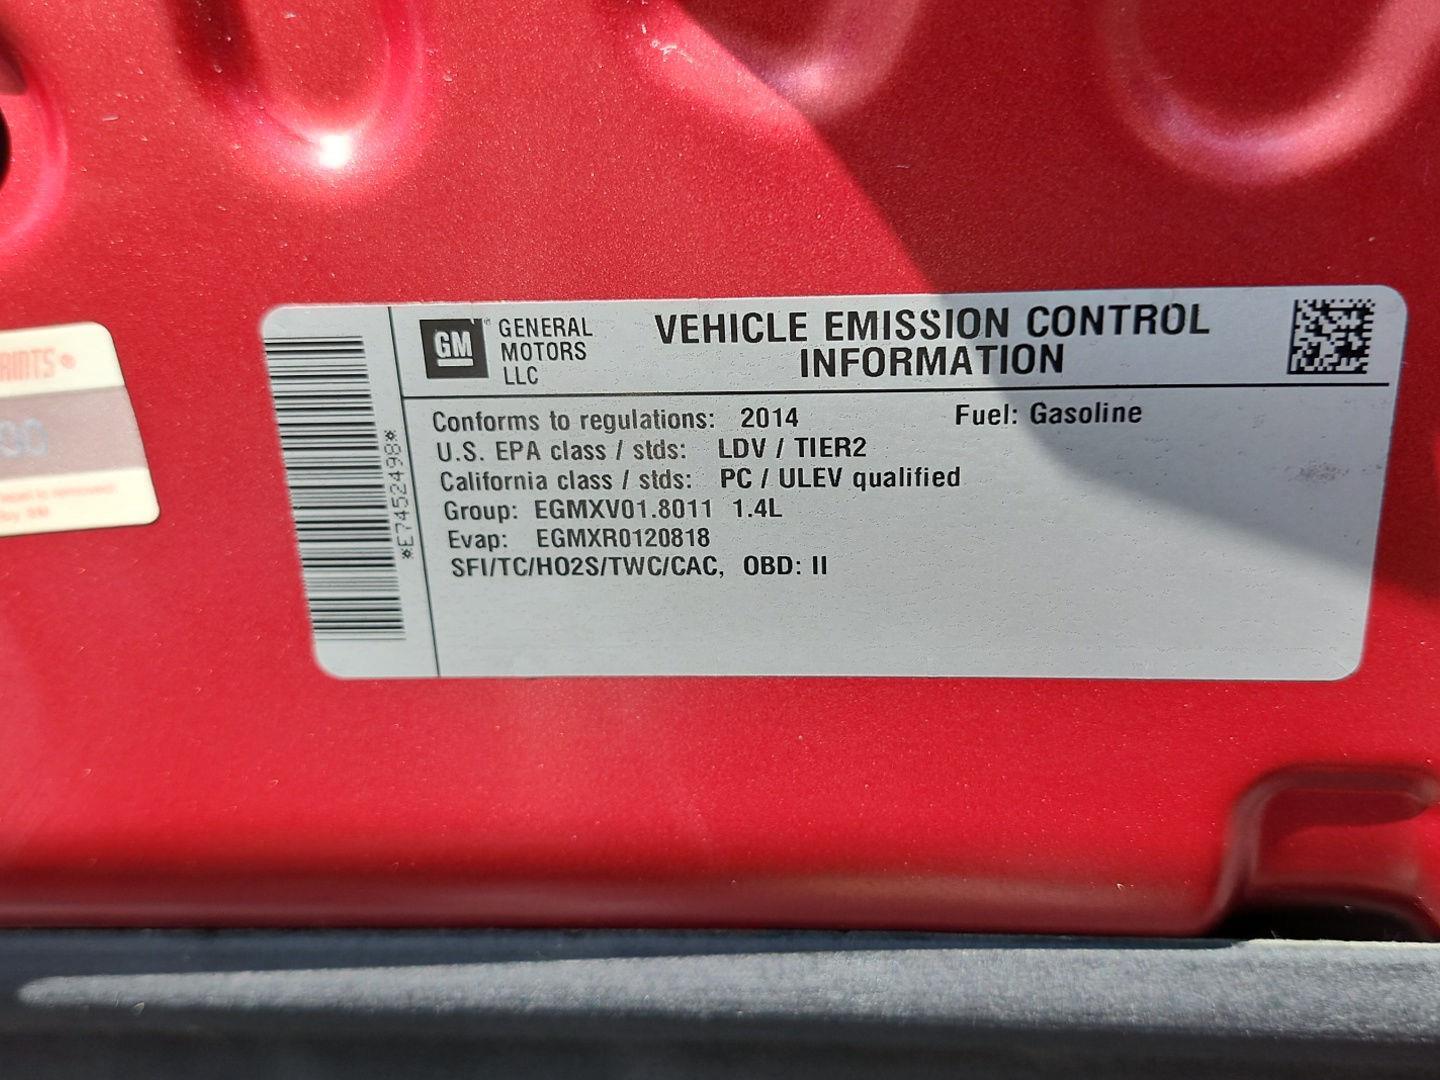 GM
GENERAL
MOTORS
LLC
VEHICLE EMISSION CONTROL
INFORMATION
Conforms to regulations: 2014
Fuel: Gasoline
U.S. EPA class / stds: LDV / TIER2
California class / stds: PC / ULEV qualified
Group: EGMXV01.8011 1.4L
Evap: EGMXR0120818
SFI/TC/HO2S/TWC/CAC, OBD: II
*E7452498*